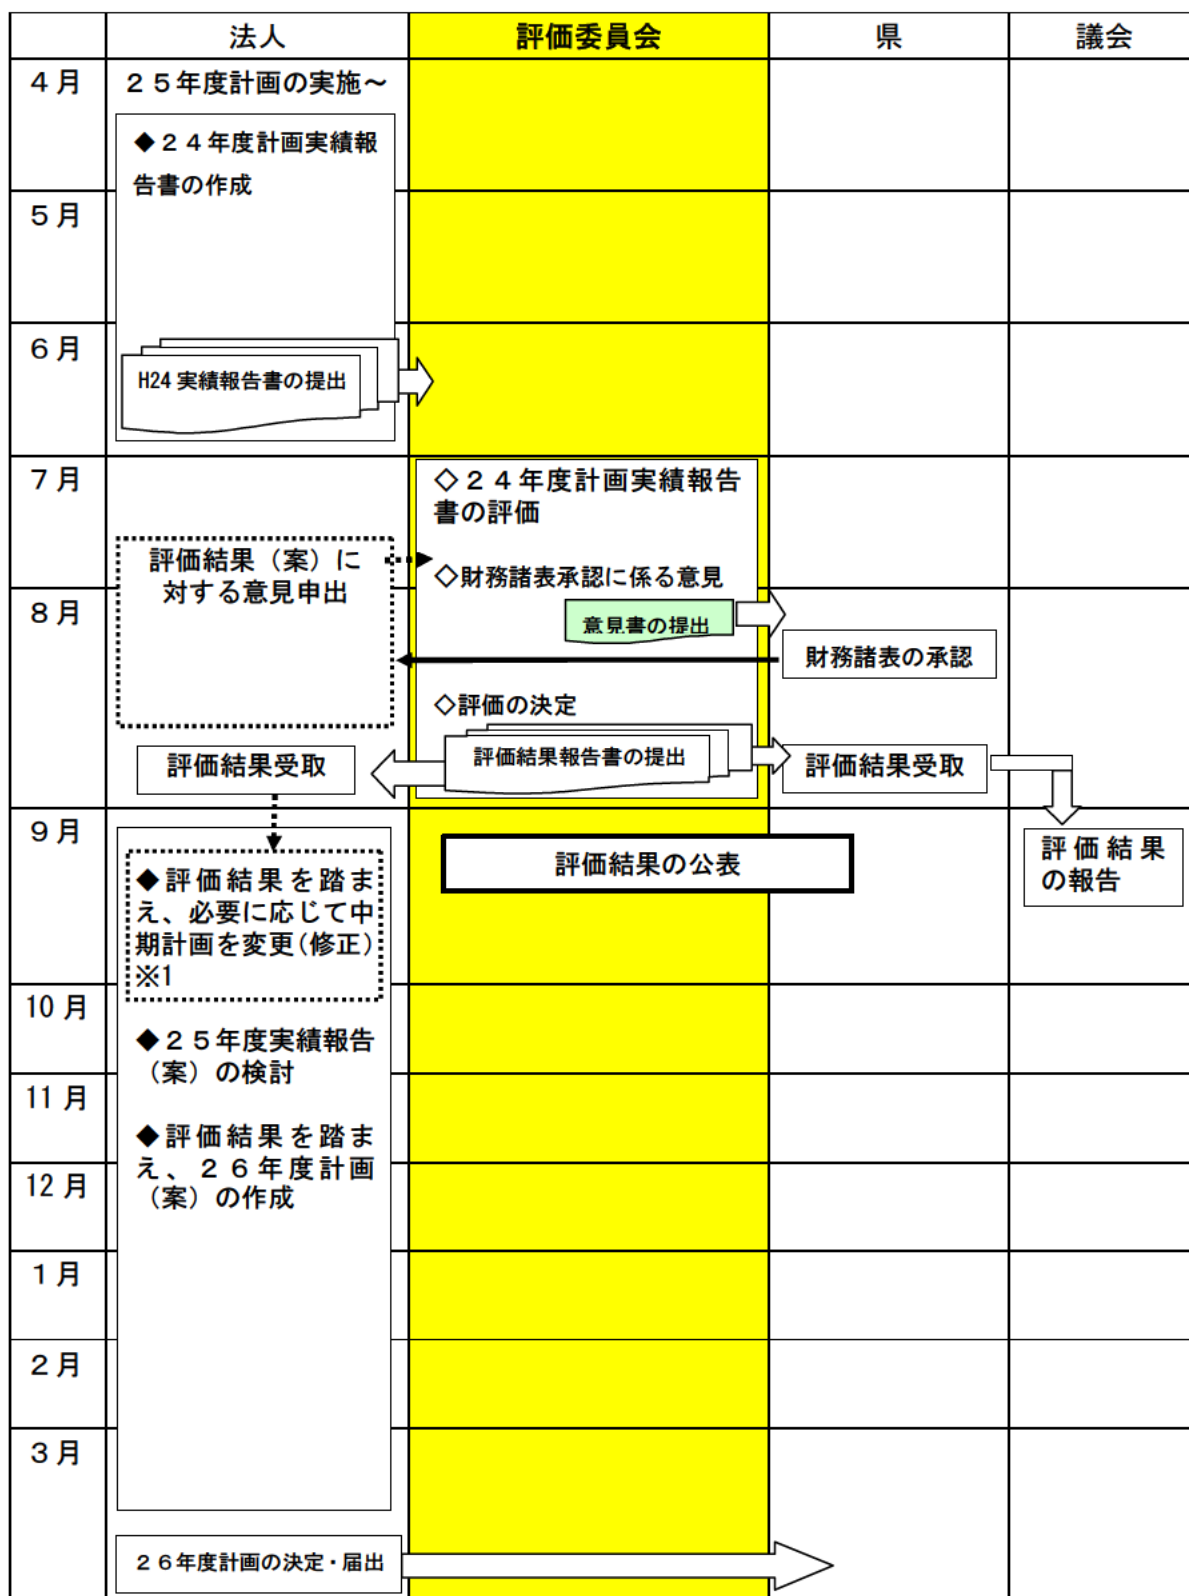 法人
評価委員会
県
議会
４月
２５年度計画の実施～
◆２４年度計画実績報
告書の作成
５月
６月
H24 実績報告書の提出
７月
◇２４年度計画実績報告
書の評価
評価結果（案）に
対する意見申出
◇財務諸表承認に係る意見
８月
意見書の提出
財務諸表の承認
◇評価の決定
評価結果受取
評価結果報告書の提出
評価結果受取
９月
評価結果の公表
評価結果
の報告
◆評価結果を踏ま
え、必要に応じて中
期計画を変更（修正）
※1
10 月
◆２５年度実績報告
（案）の検討
11 月
◆評価結果を踏ま
え、２６年度計画
（案）の作成
12 月
１月
２月
３月
２６年度計画の決定・届出